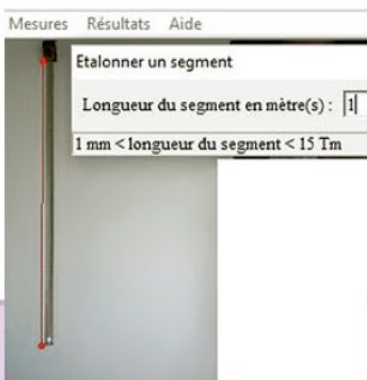 Mesures Résultats Aide
Etalonner un segment
Longueur du segment en mètre(s) : 1
1 mm < longueur du segment < 15 Tm